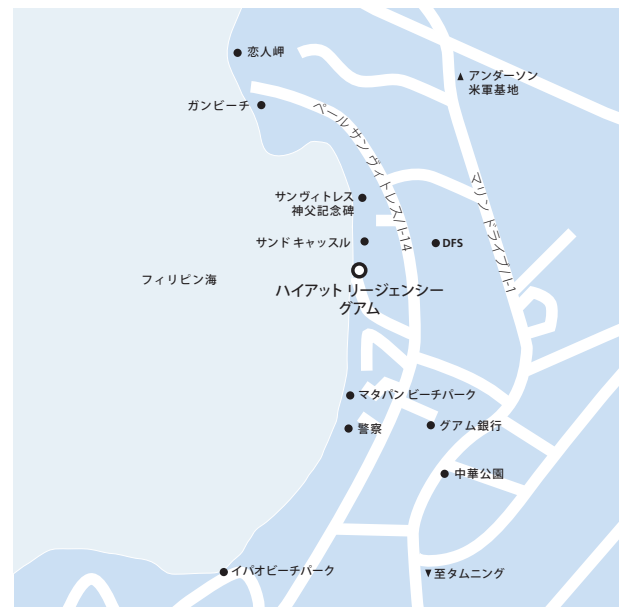 恋人岬
▲ アンダーソン
米軍基地
ガンビーチ
ペール サン ヴィトレス/ト14
マリン ドライブ/ト1
サン ヴィトレス
神父記念碑
サンド キャッスル
DFS
フィリピン海
ハイアット リージェンシー
グアム
マタパン ビーチパーク
警察
グアム銀行
中華公園
イパオビーチパーク
▼至タムニング